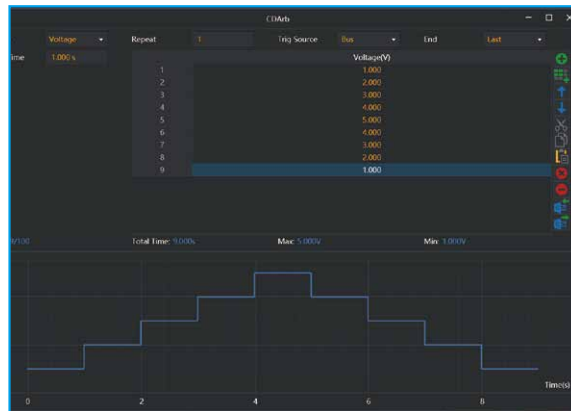 CDArb
Voltage Repeat 1 Trig Source Bus End Last
ime 1.000 s
Voltage(V)
1 1.000
2 2.000
3 3.000
4 4.000
5 5.000
6 4.000
7 3.000
8 2.000
9 1.000
/100 Total Time: 9.000s Max: 5.000V Min: 1.000V
Time(s)
0 2 4 6 8